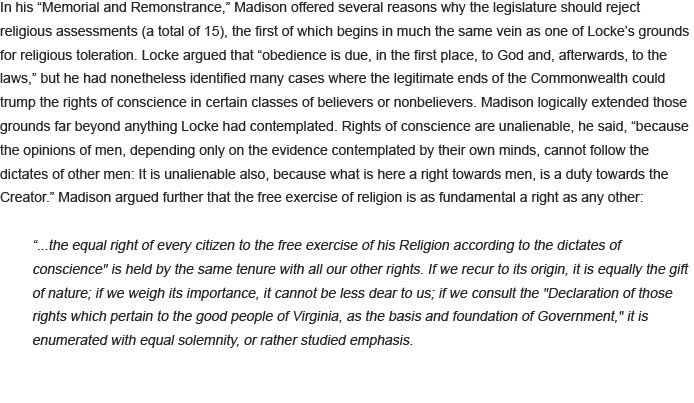 In his “Memorial and Remonstrance,” Madison offered several reasons why the legislature should reject
religious assessments (a total of 15), the first of which begins in much the same vein as one of Locke’s grounds
for religious toleration. Locke argued that “obedience is due, in the first place, to God and, afterwards, to the
laws,” but he had nonetheless identified many cases where the legitimate ends of the Commonwealth could
trump the rights of conscience in certain classes of believers or nonbelievers. Madison logically extended those
grounds far beyond anything Locke had contemplated. Rights of conscience are unalienable, he said, “because
the opinions of men, depending only on the evidence contemplated by their own minds, cannot follow the
dictates of other men: It is unalienable also, because what is here a right towards men, is a duty towards the
Creator.” Madison argued further that the free exercise of religion is as fundamental a right as any other:
“...the equal right of every citizen to the free exercise of his Religion according to the dictates of
conscience" is held by the same tenure with all our other rights. If we recur to its origin, it is equally the gift
of nature; if we weigh its importance, it cannot be less dear to us; if we consult the "Declaration of those
rights which pertain to the good people of Virginia, as the basis and foundation of Government," it is
enumerated with equal solemnity, or rather studied emphasis.